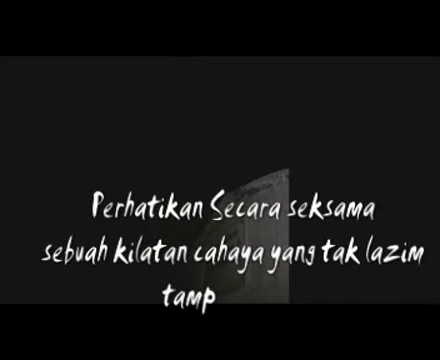 Perhatikan Secara seksama
sebuah kilatan cahaya yang tak lazim
tamp